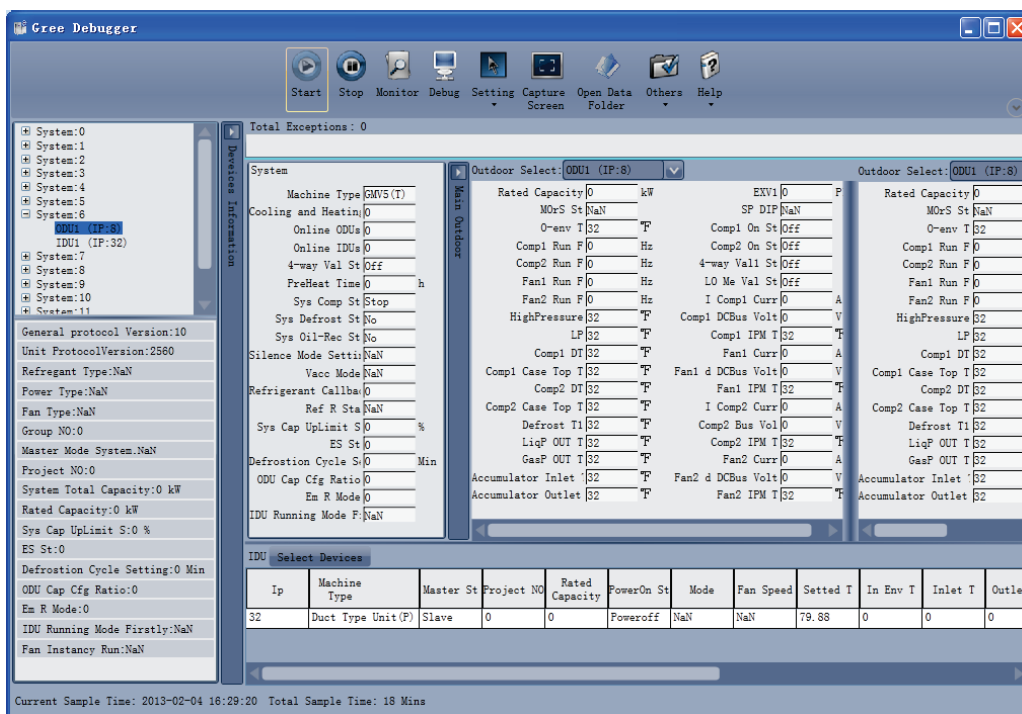 Gree Debugger
Start Stop Monitor Debug Setting Capture Screen Open Data Folder Others Help
System:0
System:1
System:2
System:3
System:4
System:5
System:6
ODU1 (IP:8)
IDU1 (IP:32)
System:7
System:8
System:9
System:10
System:11
General protocol Version:10
Unit ProtocolVersion:2560
Refregant Type:NaN
Power Type:NaN
Fan Type:NaN
Group NO:0
Master Mode System.NaN
Project NO:0
System Total Capacity:0 kW
Rated Capacity:0 kW
Sys Cap UpLimit S:0 %
ES St:0
Defrostion Cycle Setting:0 Min
ODU Cap Cfg Ratio:0
Em R Mode:0
IDU Running Mode Firstly:NaN
Fan Instancy Run:NaN
Deveices Information
Total Exceptions: 0
System
Machine Type GMV5(T)
Cooling and Heatin 0
Online ODUs 0
Online IDUs 0
4-way Val St Off
PreHeat Time 0 h
Sys Comp St Stop
Sys Defrost St No
Sys Oil-Rec St No
Silence Mode Setti NaN
Vacc Mode NaN
Refrigerant Callba 0
Ref R Sta NaN
Sys Cap UpLimit S 0 %
ES St 0
Defrostion Cycle S 0 Min
ODU Cap Cfg Ratio 0
Em R Mode 0
IDU Running Mode F: NaN
Main Outdoor
Outdoor Select: ODU1 (IP:8)
Rated Capacity 0 kW
MOrS St NaN
O-env T 32 °F
Comp1 Run F 0 Hz
Comp2 Run F 0 Hz
Fan1 Run F 0 Hz
Fan2 Run F 0 Hz
HighPressure 32 °F
LP 32 °F
Comp1 DT 32 °F
Comp1 Case Top T 32 °F
Comp2 DT 32 °F
Comp2 Case Top T 32 °F
Defrost T1 32 °F
LiqP OUT T 32 °F
GasP OUT T 32 °F
Accumulator Inlet 32 °F
Accumulator Outlet 32 °F
EXV1 0 P
SP DIP NaN
Comp1 On St Off
Comp2 On St Off
4-way Val1 St Off
LO Me Val St Off
I Comp1 Curr 0 A
Comp1 DCBus Volt 0 V
Comp1 IPM T 32 °F
Fan1 Curr 0 A
Fan1 d DCBus Volt 0 V
Fan1 IPM T 32 °F
I Comp2 Curr 0 A
Comp2 Bus Vol 0 V
Comp2 IPM T 32 °F
Fan2 Curr 0 A
Fan2 d DCBus Volt 0 V
Fan2 IPM T 32 °F
Outdoor Select: ODU1 (IP:8)
Rated Capacity 0
MOrS St NaN
O-env T 32
Comp1 Run F 0
Comp2 Run F 0
Fan1 Run F 0
Fan2 Run F 0
HighPressure 32
LP 32
Comp1 DT 32
Comp1 Case Top T 32
Comp2 DT 32
Comp2 Case Top T 32
Defrost T1 32
LiqP OUT T 32
GasP OUT T 32
Accumulator Inlet 32
Accumulator Outlet 32
IDU Select Devices
Ip Machine Type Master St Project NO Rated Capacity PowerOn St Mode Fan Speed Setted T In Env T Inlet T Outle
32 Duct Type Unit(P) Slave 0 0 Poweroff NaN NaN 79.88 0 0 0
Current Sample Time: 2013-02-04 16:29:20 Total Sample Time: 18 Mins